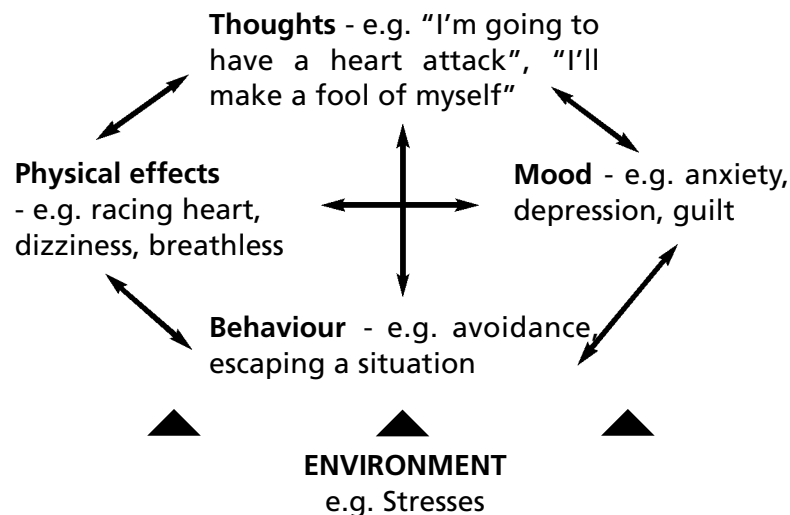 Thoughts - e.g. “I’m going to
have a heart attack”, “I’ll
make a fool of myself”
Physical effects
- e.g. racing heart,
dizziness, breathless
Mood - e.g. anxiety,
depression, guilt
Behaviour - e.g. avoidance,
escaping a situation
ENVIRONMENT
e.g. Stresses